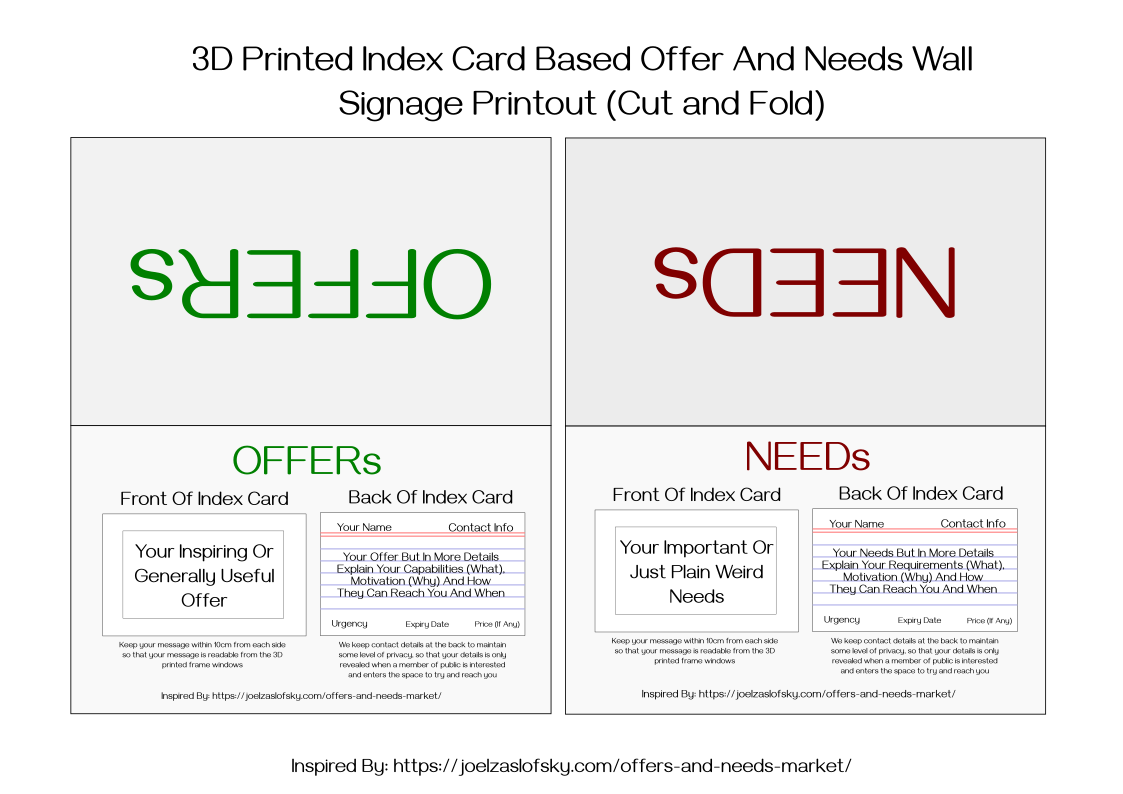 3D Printed Index Card Based Offer And Needs Wall
Signage Printout (Cut and Fold)
OFFERs
NEEDs
OFFERs
Front Of Index Card
Back Of Index Card
Your Inspiring Or
Generally Useful
Offer
Your Name
Contact Info
Your Offer But In More Details
Explain Your Capabilities (What),
Motivation (Why) And How
They Can Reach You And When
Urgency
Expiry Date
Price (If Any)
Keep your message within 10cm from each side
so that your message is readable from the 3D
printed frame windows
We keep contact details at the back to maintain
some level of privacy, so that your details is only
revealed when a member of public is interested
and enters the space to try and reach you
Inspired By: https://joelzaslofsky.com/offers-and-needs-market/
NEEDs
Front Of Index Card
Back Of Index Card
Your Important Or
Just Plain Weird
Needs
Your Name
Contact Info
Your Needs But In More Details
Explain Your Requirements (What),
Motivation (Why) And How
They Can Reach You And When
Urgency
Expiry Date
Price (If Any)
Keep your message within 10cm from each side
so that your message is readable from the 3D
printed frame windows
We keep contact details at the back to maintain
some level of privacy, so that your details is only
revealed when a member of public is interested
and enters the space to try and reach you
Inspired By: https://joelzaslofsky.com/offers-and-needs-market/
Inspired By: https://joelzaslofsky.com/offers-and-needs-market/